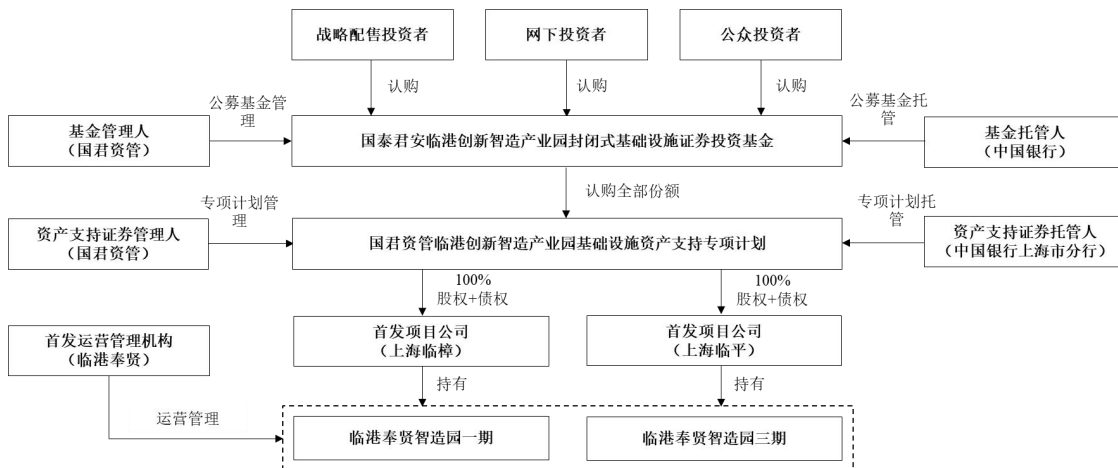 战略配售投资者
网下投资者
公众投资者
认购
认购
认购
公募基金管
理
公募基金托
管
基金管理人
（国君资管）
国泰君安临港创新智造产业园封闭式基础设施证券投资基金
基金托管人
（中国银行）
认购全部份额
专项计划管
理
专项计划托
管
资产支持证券管理人
（国君资管）
国君资管临港创新智造产业园基础设施资产支持专项计划
资产支持证券托管人
（中国银行上海市分行）
100%
股权+债权
100%
股权+债权
首发运营管理机构
（临港奉贤）
首发项目公司
（上海临樟）
首发项目公司
（上海临平）
持有
持有
运营管理
临港奉贤智造园一期
临港奉贤智造园三期